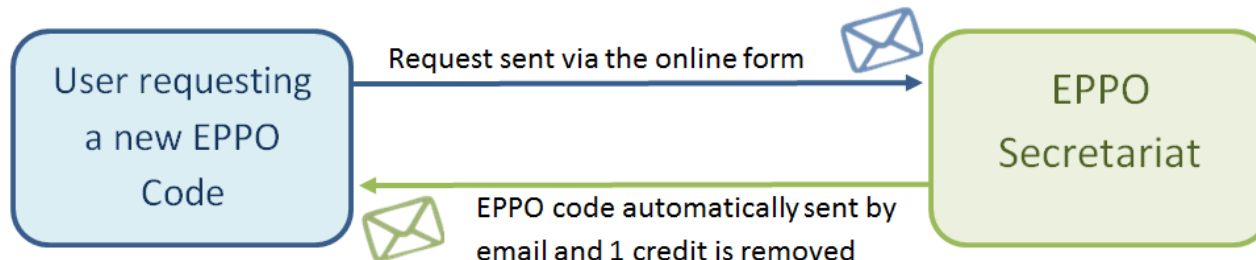 User requesting
a new EPPO
Code
Request sent via the online form
EPPO
Secretariat
EPPO code automatically sent by
email and 1 credit is removed